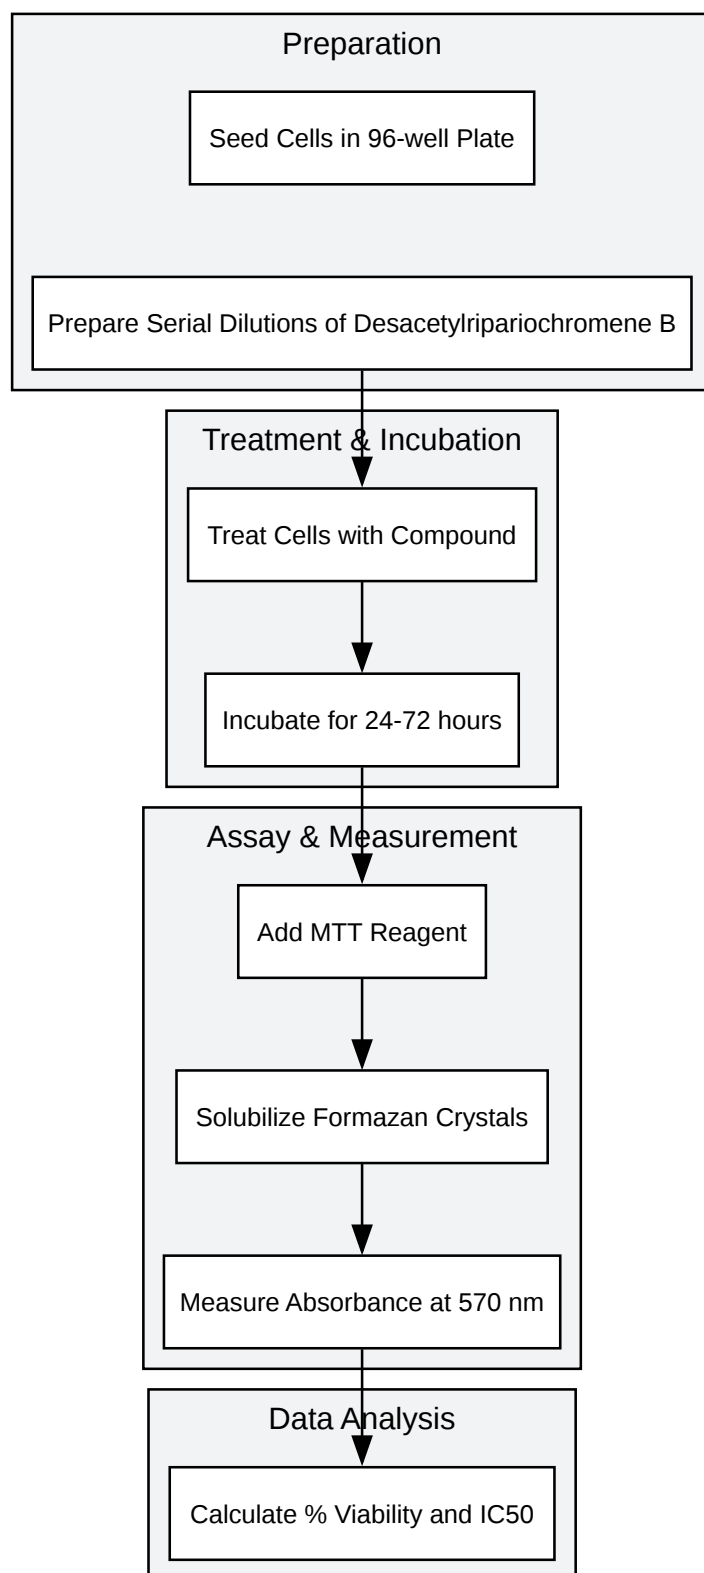 Preparation
Seed Cells in 96-well Plate
Prepare Serial Dilutions of Desacetylripariochromene B
Treatment & Incubation
Treat Cells with Compound
Incubate for 24-72 hours
Assay & Measurement
Add MTT Reagent
Solubilize Formazan Crystals
Measure Absorbance at 570 nm
Data Analysis
Calculate % Viability and IC50